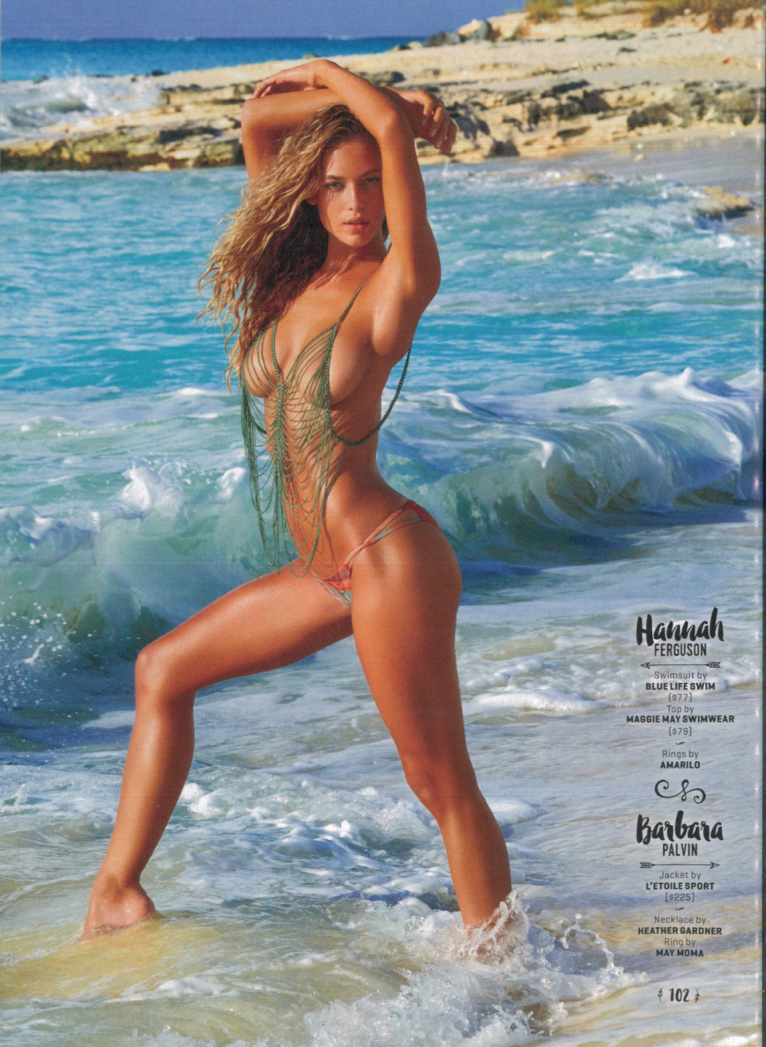 Hannah
FERGUSON
Swimsuit by
BLUE LIFE SWIM
($77)
Top by
MAGGIE MAY SWIMWEAR
($79)
Rings by
AMARILO
Barbara
PALVIN
Jacket by
L'ETOILE SPORT
($225)
Necklace by
HEATHER GARDNER
Ring by
MAY MOMA
102